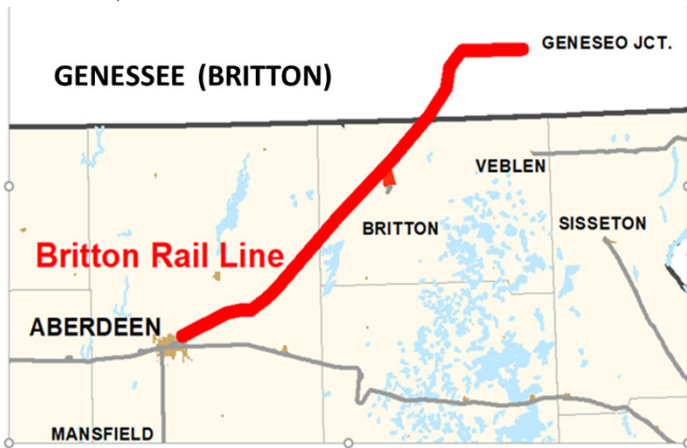 GENESEO JCT.
GENESSEE (BRITTON)
VEBLEN
BRITTON
SISSETON
Britton Rail Line
ABERDEEN
MANSFIELD